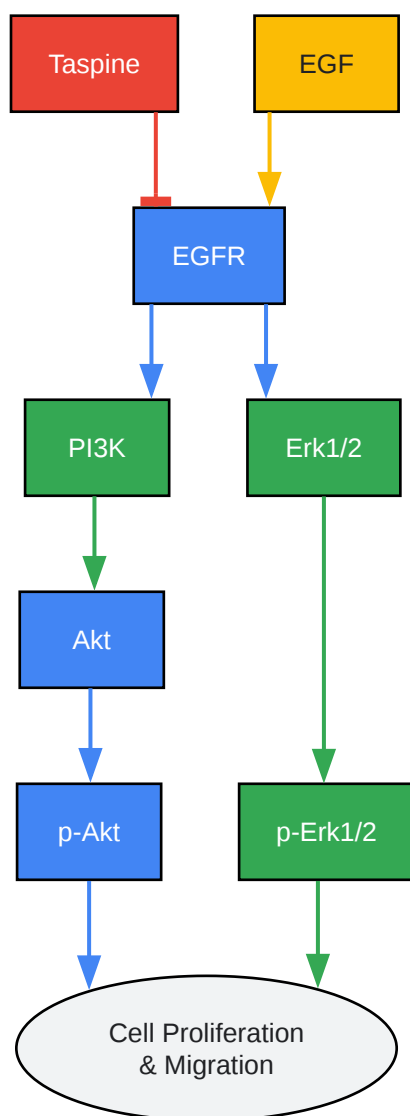 Taspine
EGF
EGFR
PI3K
Erk1/2
Akt
p-Akt
p-Erk1/2
Cell Proliferation
& Migration